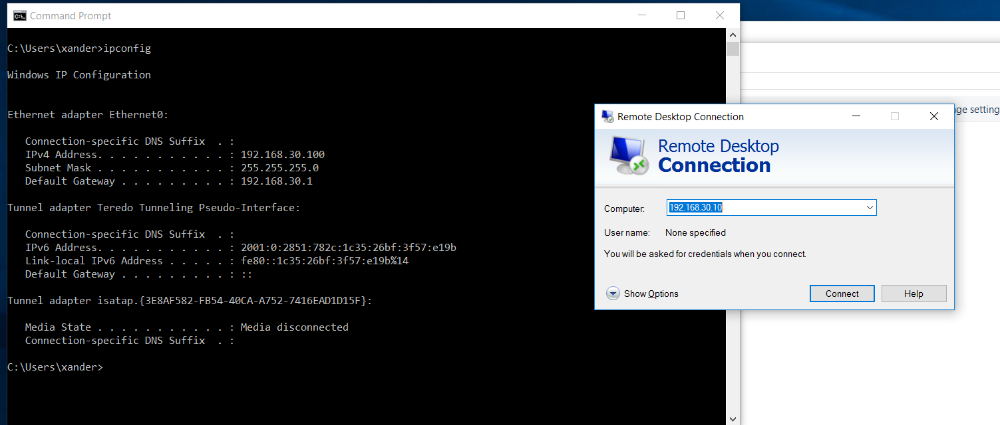 Command Prompt
C:\Users\xander>ipconfig
Windows IP Configuration
Ethernet adapter Ethernet0:
Connection-specific DNS Suffix  . :
IPv4 Address. . . . . . . . . . . : 192.168.30.100
Subnet Mask . . . . . . . . . . . : 255.255.255.0
Default Gateway . . . . . . . . . : 192.168.30.1
Tunnel adapter Teredo Tunneling Pseudo-Interface:
Connection-specific DNS Suffix  . :
IPv6 Address. . . . . . . . . . . : 2001:0:2851:782c:1c35:26bf:3f57:e19b
Link-local IPv6 Address . . . . . : fe80::1c35:26bf:3f57:e19b%14
Default Gateway . . . . . . . . . : ::
Tunnel adapter isatap.{3E8AF582-FB54-40CA-A752-7416EAD1D15F}:
Media State . . . . . . . . . . . : Media disconnected
Connection-specific DNS Suffix  . :
C:\Users\xander>
Remote Desktop Connection
Remote Desktop
Connection
Computer: 192.168.30.10
User name: None specified
You will be asked for credentials when you connect.
Show Options
Connect
Help